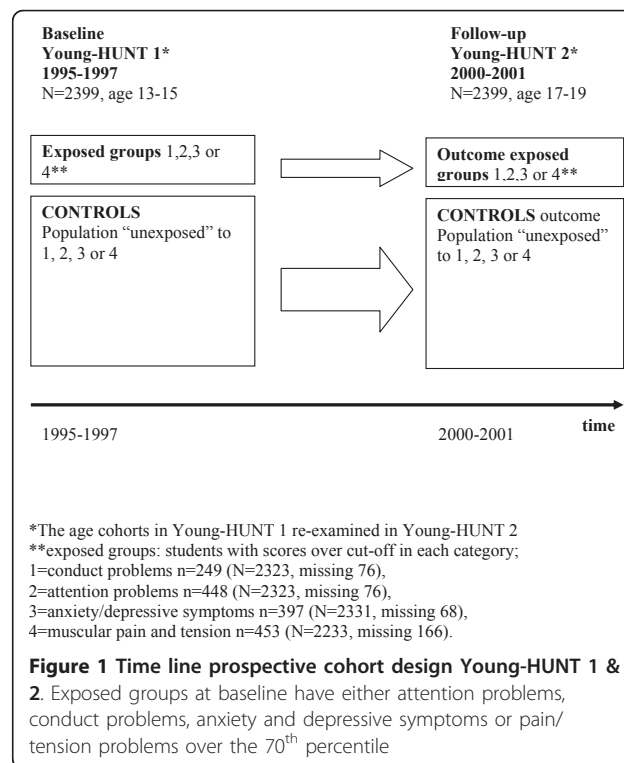 Baseline
Young-HUNT 1*
1995-1997
N=2399, age 13-15
Follow-up
Young-HUNT 2*
2000-2001
N=2399, age 17-19
Exposed groups 1,2,3 or
4**
Outcome exposed
groups 1,2,3 or 4**
CONTROLS
Population “unexposed” to
1, 2, 3 or 4
CONTROLS outcome
Population “unexposed”
to 1, 2, 3 or 4
time
1995-1997
2000-2001
*The age cohorts in Young-HUNT 1 re-examined in Young-HUNT 2
**exposed groups: students with scores over cut-off in each category;
1=conduct problems n=249 (N=2323, missing 76),
2=attention problems n=448 (N=2323, missing 76),
3=anxiety/depressive symptoms n=397 (N=2331, missing 68),
4=muscular pain and tension n=453 (N=2233, missing 166).
Figure 1 Time line prospective cohort design Young-HUNT 1 &
2. Exposed groups at baseline have either attention problems,
conduct problems, anxiety and depressive symptoms or pain/
tension problems over the 70th percentile